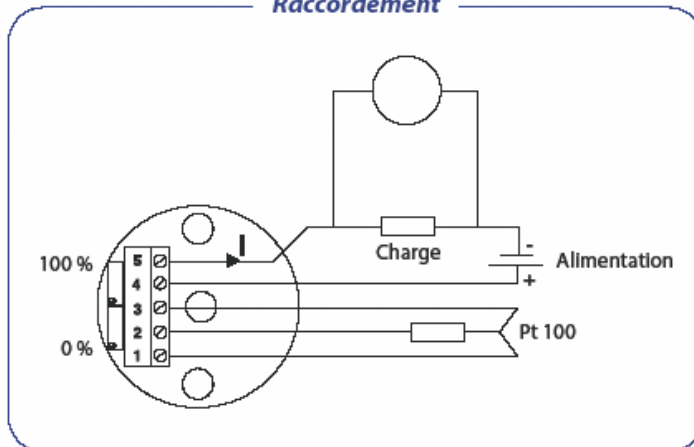 Raccordement
I
Charge
-
+
Alimentation
100 %
5
4
3
2
1
0 %
Pt 100